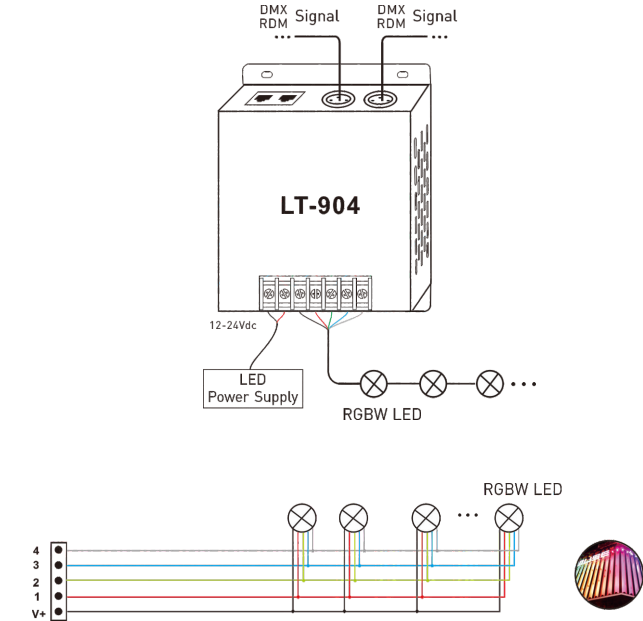 DMX
RDM Signal
DMX
RDM Signal
LT-904
12-24Vdc
LED
Power Supply
RGBW LED
RGBW LED
4
3
2
1
V+